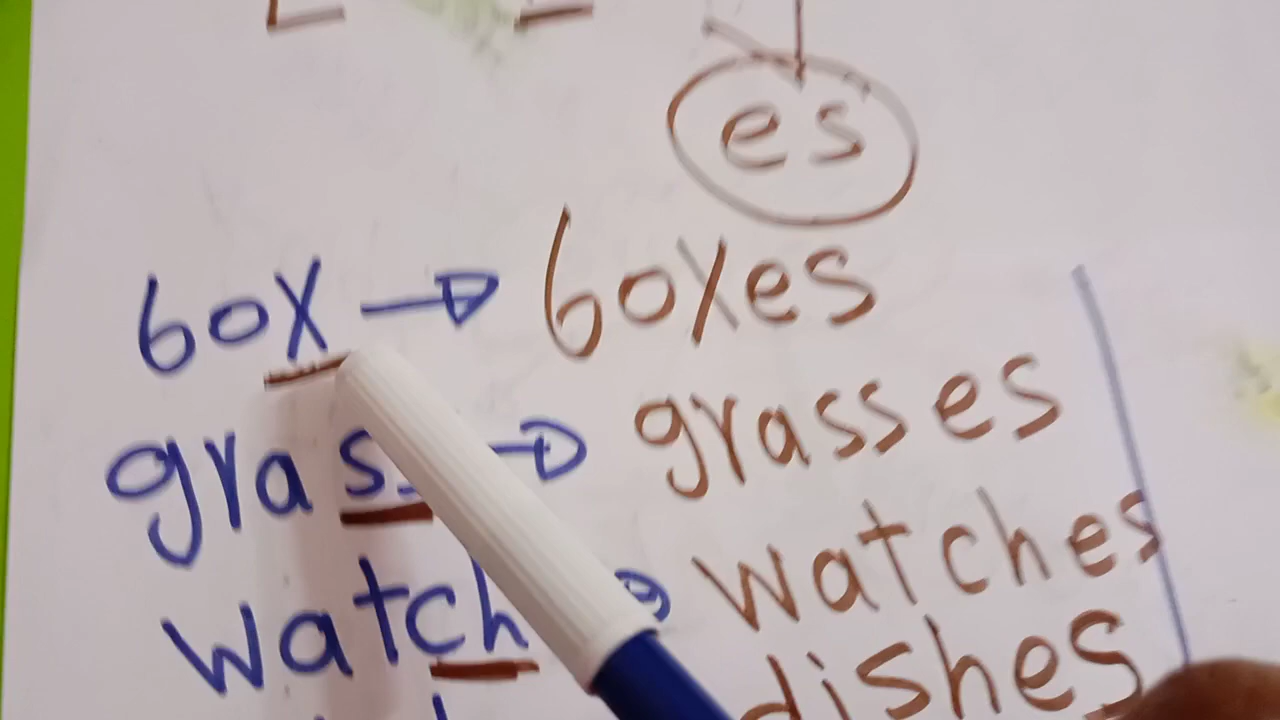 es
box → boxes
grass → grasses
watch → watches
dishes